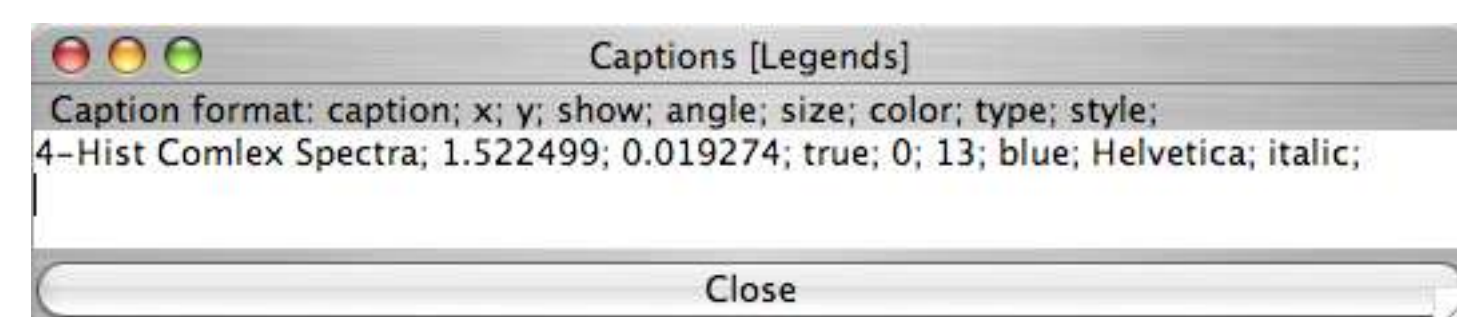 Captions [Legends]
Caption format: caption; x; y; show; angle; size; color; type; style;
4-Hist Comlex Spectra; 1.522499; 0.019274; true; 0; 13; blue; Helvetica; italic;
Close